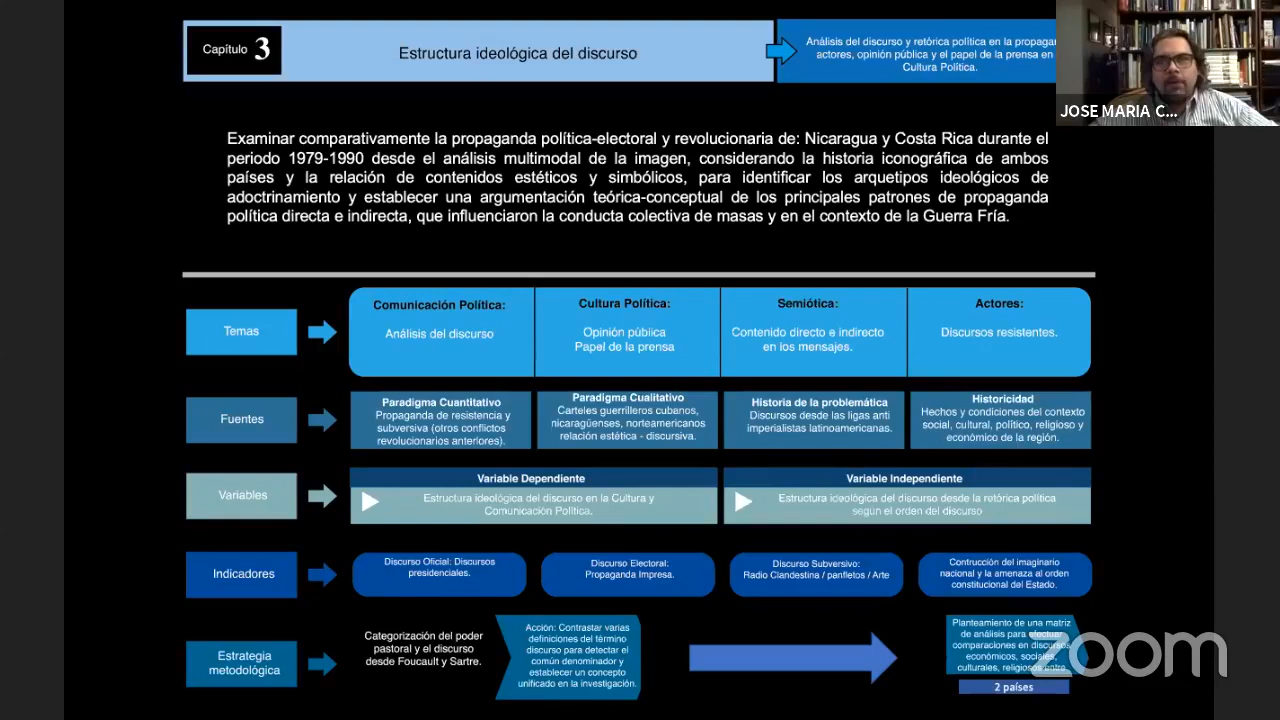 Capítulo 3
Estructura ideológica del discurso
Análisis del discurso y retórica política en la
actores, opinión pública y el papel de la prensa en
Cultura Política.
JOSE MARIA C...
Examinar comparativamente la propaganda política-electoral y revolucionaria de: Nicaragua y Costa Rica durante el
periodo 1979-1990 desde el análisis multimodal de la imagen, considerando la historia iconográfica de ambos
países y la relación de contenidos estéticos y simbólicos, para identificar los arquetipos ideológicos de
adoctrinamiento y establecer una argumentación teórica-conceptual de los principales patrones de propaganda
política directa e indirecta, que influenciaron la conducta colectiva de masas y en el contexto de la Guerra Fría.
Temas
Comunicación Política:
Análisis del discurso
Cultura Política:
Opinión pública
Papel de la prensa
Semiótica:
Contenido directo e indirecto
en los mensajes.
Actores:
Discursos resistentes.
Fuentes
Paradigma Cuantitativo
Propaganda de resistencia y
subversiva (otros conflictos
revolucionarios anteriores).
Paradigma Cualitativo
Carteles guerrilleros cubanos,
nicaragüenses, norteamericanos
relación estética - discursiva.
Historia de la problemática
Discursos desde las ligas anti
imperialistas latinoamericanas.
Historicidad
Hechos y condiciones del contexto
social, cultural, político, religioso y
económico de la región.
Variables
Variable Dependiente
Estructura ideológica del discurso en la Cultura y
Comunicación Política.
Variable Independiente
Estructura ideológica del discurso desde la retórica política
segun el orden del discurso
Indicadores
Discurso Oficial: Discursos
presidenciales.
Discurso Electoral:
Propaganda Impresa.
Discurso Subversivo:
Radio Clandestina / panfletos / Arte
Contrucción del imaginario
nacional y la amenaza al orden
constitucional del Estado.
Estrategia
metodológica
Categorización del poder
pastoral y el discurso
desde Foucault y Sartre.
Acción: Contrastar varias
definiciones del término
discurso para detectar el
común denominador y
establecer un concepto
unificado en la investigación.
Planteamiento de una matriz
de análisis para efectuar
comparaciones en discursos
económicos, sociales,
culturales, religiosos entre
2 países
zoom